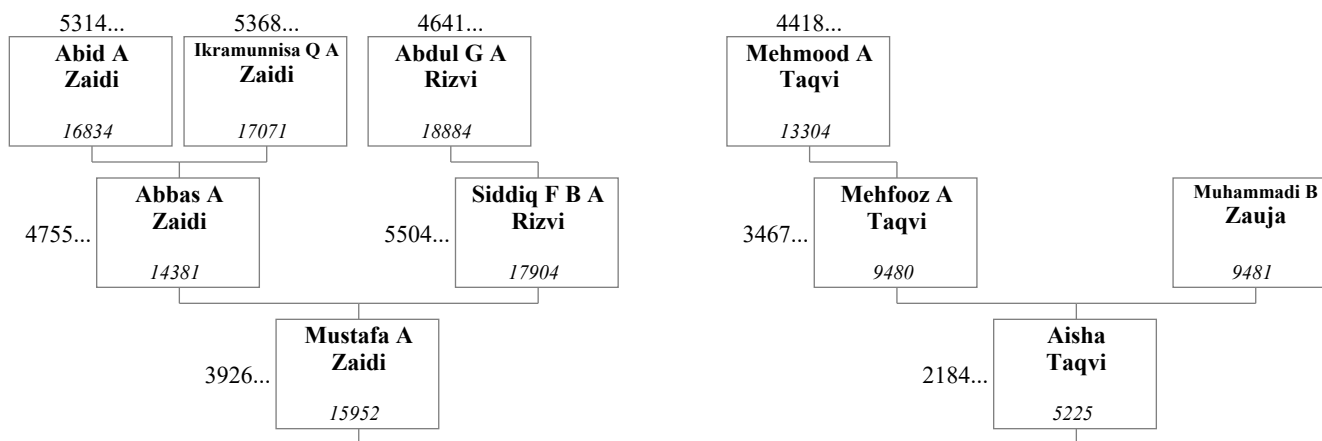 5314...
5368...
4641...
4418...
Abid A
Zaidi
16834
Ikramunnisa Q A
Zaidi
17071
Abdul G A
Rizvi
18884
Mehmood A
Taqvi
13304
4755...
Abbas A
Zaidi
14381
5504...
Siddiq F B A
Rizvi
17904
3467...
Mehfooz A
Taqvi
9480
Muhammadi B
Zauja
9481
3926...
Mustafa A
Zaidi
15952
2184...
Aisha
Taqvi
5225